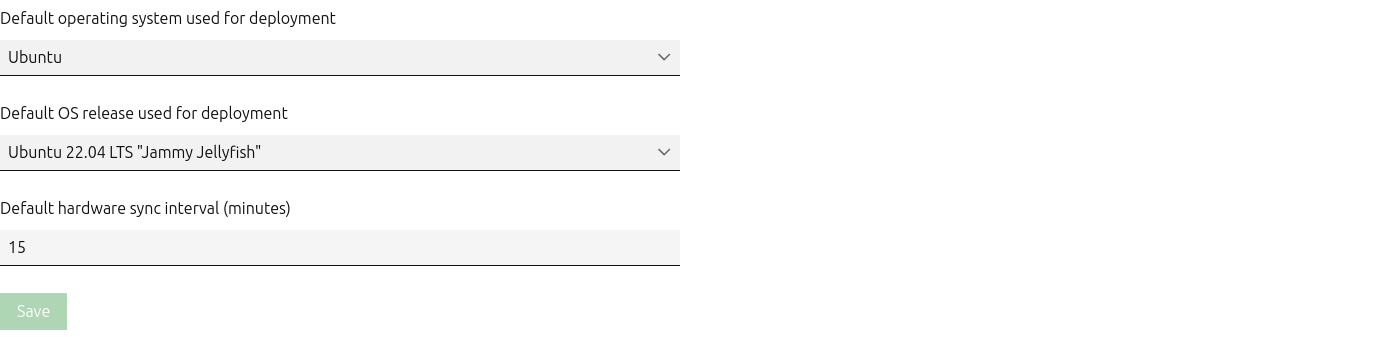 Default operating system used for deployment
Ubuntu
Default OS release used for deployment
Ubuntu 22.04 LTS "Jammy Jellyfish"
Default hardware sync interval (minutes)
15
Save